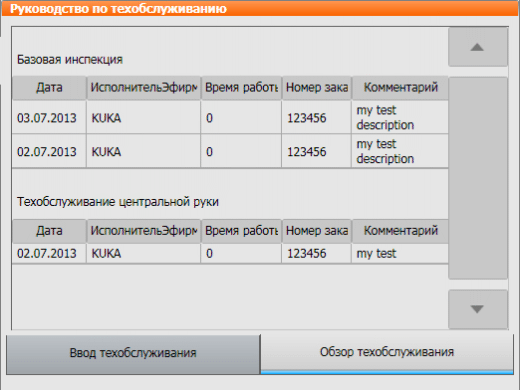 Руководство по техобслуживанию
Базовая инспекция
Дата ИсполнительЭфирм Время работы Номер зака Комментарий
03.07.2013 KUKA 0 123456 my test description
02.07.2013 KUKA 0 123456 my test description
Техобслуживание центральной руки
Дата ИсполнительЭфирм Время работы Номер зака Комментарий
02.07.2013 KUKA 0 123456 my test
Ввод техобслуживания Обзор техобслуживания